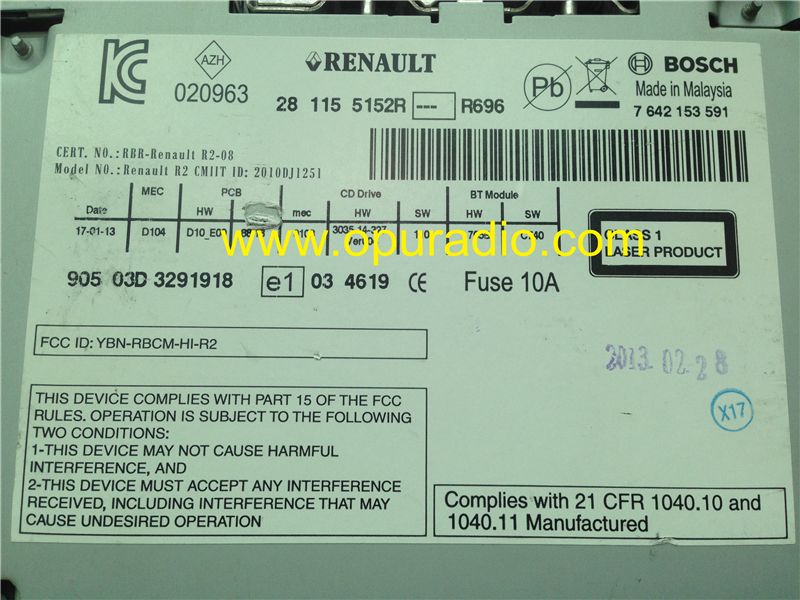 KC
AZH
020963
RENAULT
28 115 5152R --- R696
Pb
BOSCH
Made in Malaysia
7 642 153 591
CERT. NO.:RBR-Renault R2-08
Model NO.:Renault R2 CMIIT ID: 2010DJ1251
MEC PCB CD Drive BT Module
Date HW mec HW SW HW SW
17-01-13 D104
www.opuradio.com
CLASS 1
LASER PRODUCT
905 03D 3291918 e1 03 4619 CE Fuse 10A
FCC ID: YBN-RBCM-HI-R2
2013.02.28
X17
THIS DEVICE COMPLIES WITH PART 15 OF THE FCC
RULES. OPERATION IS SUBJECT TO THE FOLLOWING
TWO CONDITIONS:
1-THIS DEVICE MAY NOT CAUSE HARMFUL
INTERFERENCE, AND
2-THIS DEVICE MUST ACCEPT ANY INTERFERENCE
RECEIVED, INCLUDING INTERFERENCE THAT MAY
CAUSE UNDESIRED OPERATION
Complies with 21 CFR 1040.10 and
1040.11 Manufactured